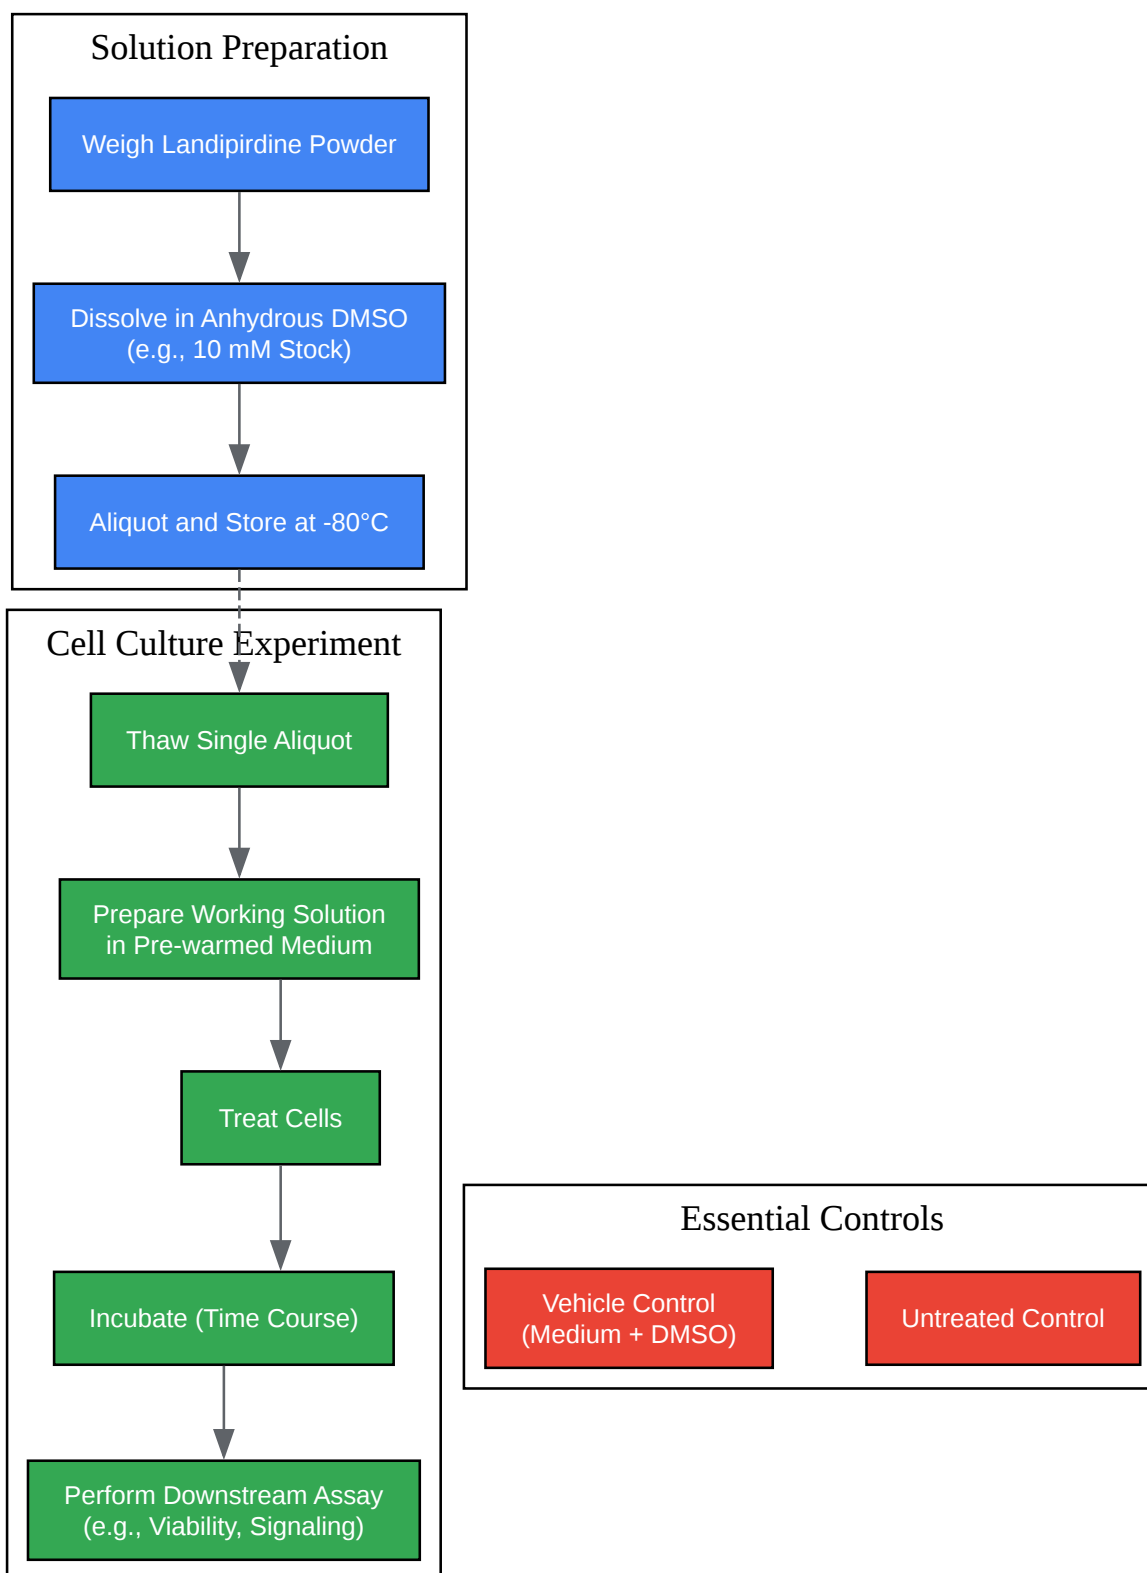 Solution Preparation
Weigh Landipirdine Powder
Dissolve in Anhydrous DMSO
(e.g., 10 mM Stock)
Aliquot and Store at -80°C
Cell Culture Experiment
Thaw Single Aliquot
Prepare Working Solution
in Pre-warmed Medium
Treat Cells
Incubate (Time Course)
Perform Downstream Assay
(e.g., Viability, Signaling)
Essential Controls
Vehicle Control
(Medium + DMSO)
Untreated Control